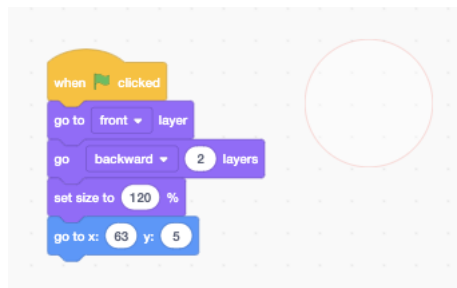 when clicked
go to front layer
go backward 2 layers
set size to 120 %
go to x: 63 y: 5